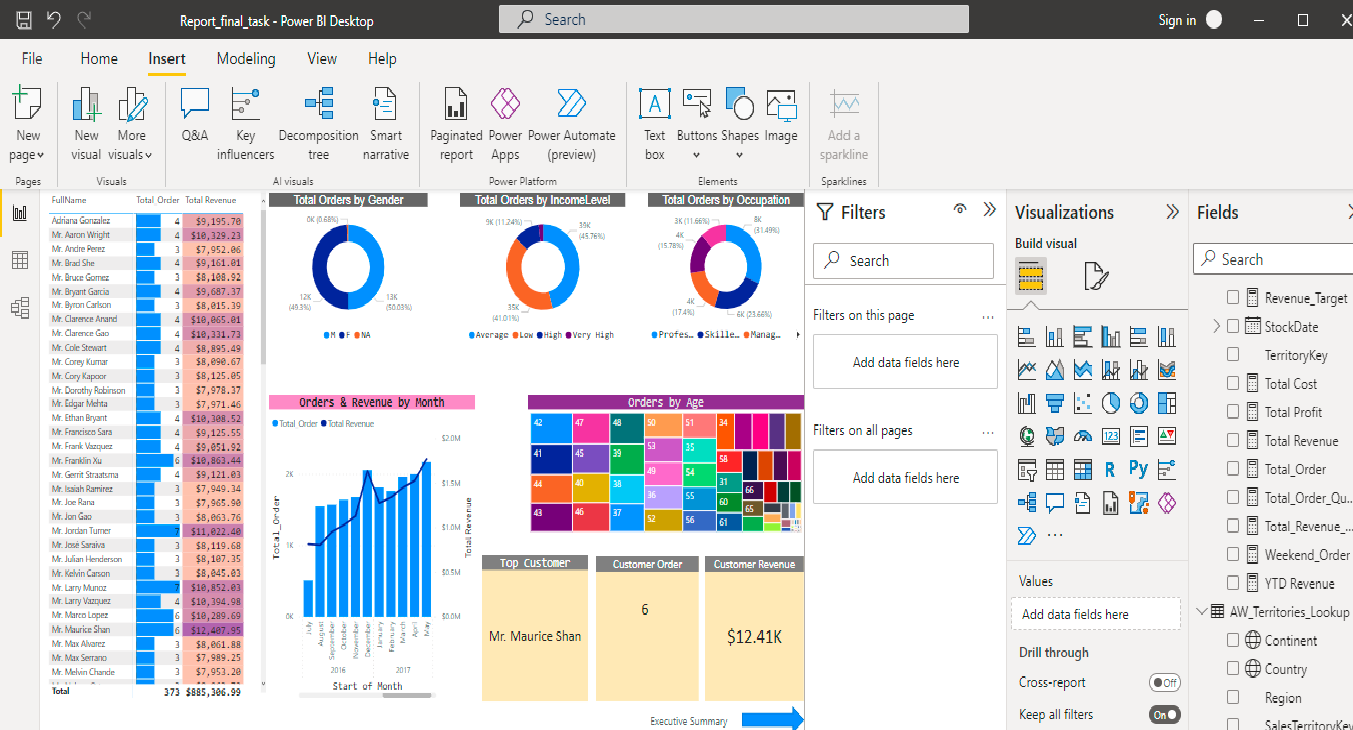 Report_final_task - Power BI Desktop
Search
Sign in
File Home Insert Modeling View Help
New page
New visual
More visuals
Q&A
Key influencers
Decomposition tree
Smart narrative
Paginated report
Power Apps
Power Automate (preview)
Text box
Buttons
Shapes
Image
Add a sparkline
Pages
Visuals
AI visuals
Power Platform
Elements
Sparklines
FullName Total_Order Total Revenue
Adriana Gonzalez 4 $9,195.70
Mr. Aaron Wright 4 $10,329.23
Mr. Andre Perez 3 $7,952.06
Mr. Brad She 4 $9,161.01
Mr. Bruce Gomez 3 $8,108.92
Mr. Bryant Garcia 4 $9,687.37
Mr. Byron Carlson 3 $8,015.39
Mr. Clarence Anand 4 $10,065.01
Mr. Clarence Gao 4 $10,331.73
Mr. Cole Stewart 4 $8,895.49
Mr. Corey Kumar 3 $8,090.67
Mr. Cory Kapoor 3 $8,125.05
Mr. Dorothy Robinson 3 $7,978.37
Mr. Edgar Mehta 3 $7,971.46
Mr. Ethan Bryant 4 $10,308.52
Mr. Francisco Sara 4 $9,125.55
Mr. Frank Vazquez 4 $9,051.92
Mr. Franklin Xu 6 $10,863.44
Mr. Gerrit Straatsma 4 $9,121.03
Mr. Isaiah Ramirez 3 $7,949.34
Mr. Joe Rana 3 $7,965.90
Mr. Jon Gao 3 $8,063.76
Mr. Jordan Turner 7 $11,022.40
Mr. José Saraiva 3 $8,119.68
Mr. Julian Henderson 3 $8,107.35
Mr. Kelvin Carson 3 $8,045.03
Mr. Larry Munoz 7 $10,852.03
Mr. Larry Vazquez 4 $10,394.98
Mr. Marco Lopez 6 $10,289.69
Mr. Maurice Shan 6 $12,407.95
Mr. Max Alvarez 3 $8,061.88
Mr. Max Serrano 3 $7,989.25
Mr. Melvin Chande 3 $7,953.20
Total 373 $885,306.99
Total Orders by Gender
0K (0.68%)
12K (49.3%)
13K (50.03%)
M F NA
Total Orders by IncomeLevel
9K (11.24%)
39K (45.76%)
35K (41.01%)
Average Low High Very High
Total Orders by Occupation
3K (11.66%)
8K (31.49%)
4K (15.78%)
4K (17.4%)
6K (23.66%)
Profes... Skille... Manag...
Orders & Revenue by Month
Total_Order Total Revenue
Total_Order
2K
1K
0K
$2.0M
$1.5M
$1.0M
$0.5M
$0.0M
Total Revenue
July August September October November December January February March April May
2016 2017
Start of Month
Orders by Age
42 47 48 50 51 34
41 45 39 53 35 58
44 40 38 49 54 31 66
43 46 37 36 55 60 65
52 56 61
Top Customer
Mr. Maurice Shan
Customer Order
6
Customer Revenue
$12.41K
Executive Summary
Filters
Search
Filters on this page ...
Add data fields here
Filters on all pages ...
Add data fields here
Visualizations
Build visual
123
R Py
...
Values
Add data fields here
Drill through
Cross-report Off
Keep all filters On
Fields
Search
Revenue_Target
StockDate
TerritoryKey
Total Cost
Total Profit
Total Revenue
Total_Order
Total_Order_Qu...
Total_Revenue_...
Weekend_Order
YTD Revenue
AW_Territories_Lookup
Continent
Country
Region
SalesTerritoryKey